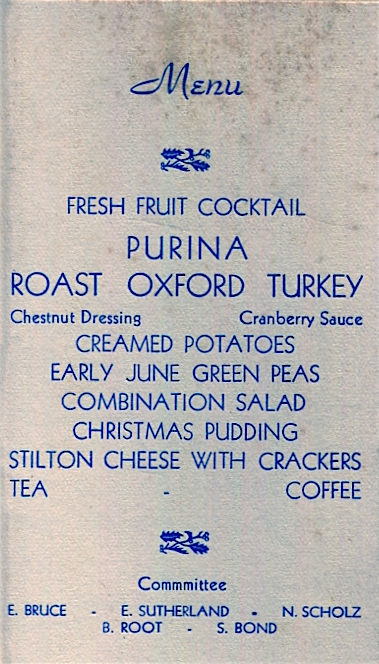 Menu
FRESH FRUIT COCKTAIL
PURINA
ROAST OXFORD TURKEY
Chestnut Dressing Cranberry Sauce
CREAMED POTATOES
EARLY JUNE GREEN PEAS
COMBINATION SALAD
CHRISTMAS PUDDING
STILTON CHEESE WITH CRACKERS
TEA - COFFEE
Commmittee
E. BRUCE - E. SUTHERLAND - N. SCHOLZ
B. ROOT - S. BOND